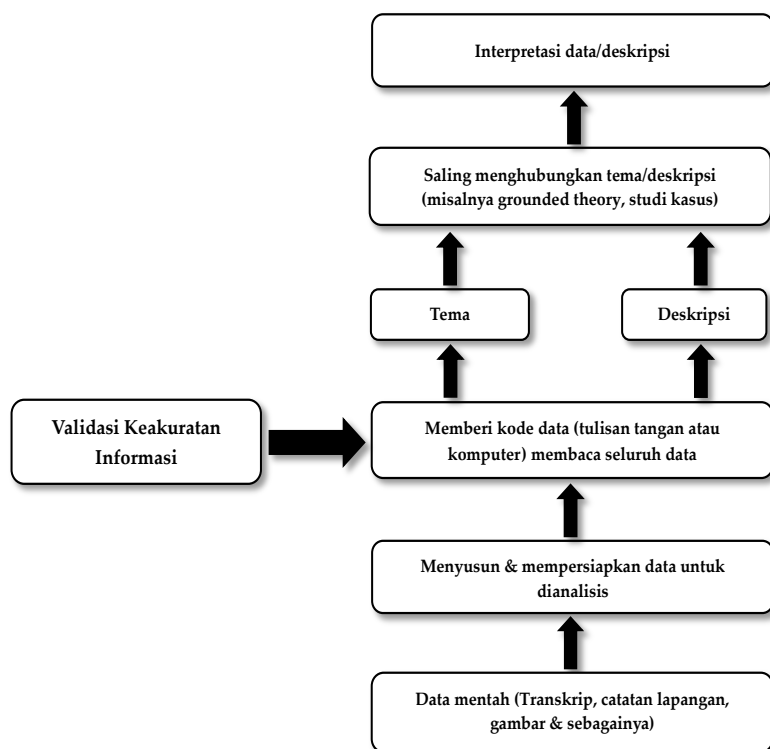 Interpretasi data/deskripsi
Saling menghubungkan tema/deskripsi
(misalnya grounded theory, studi kasus)
Tema
Deskripsi
Validasi Keakuratan
Informasi
Memberi kode data (tulisan tangan atau
komputer) membaca seluruh data
Menyusun & mempersiapkan data untuk
dianalisis
Data mentah (Transkrip, catatan lapangan,
gambar & sebagainya)